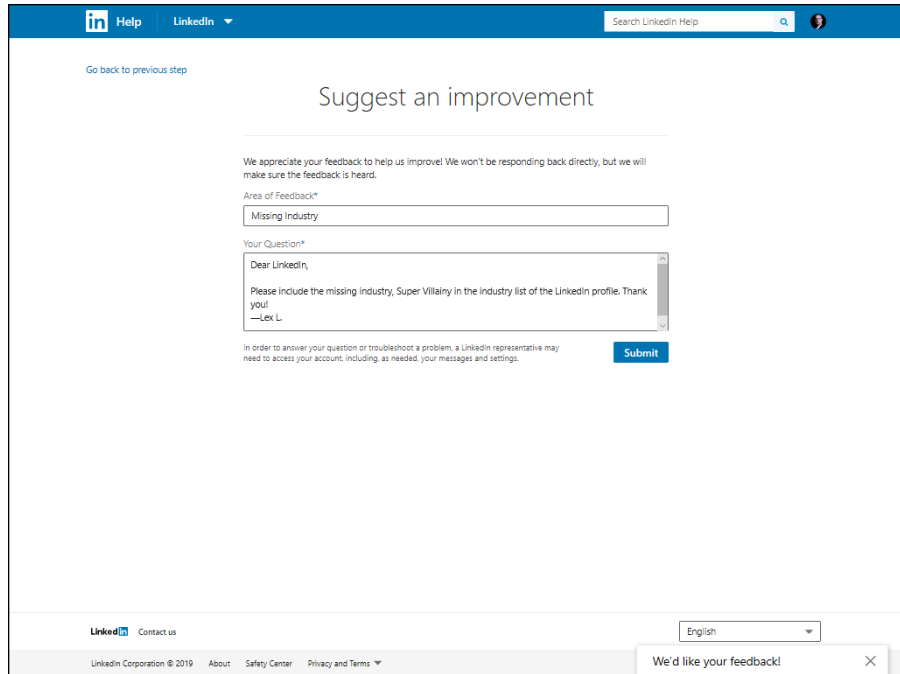 in Help LinkedIn Search LinkedIn Help
Go back to previous step
Suggest an improvement
We appreciate your feedback to help us improve! We won't be responding back directly, but we will
make sure the feedback is heard.
Area of Feedback*
Missing Industry
Your Question*
Dear LinkedIn,
Please include the missing industry, Super Villainy in the industry list of the LinkedIn profile. Thank
you!
—Lex L.
In order to answer your question or troubleshoot a problem, a LinkedIn representative may
need to access your account, including, as needed, your messages and settings.
Submit
Linked in Contact us English
LinkedIn Corporation © 2019 About Safety Center Privacy and Terms We'd like your feedback!